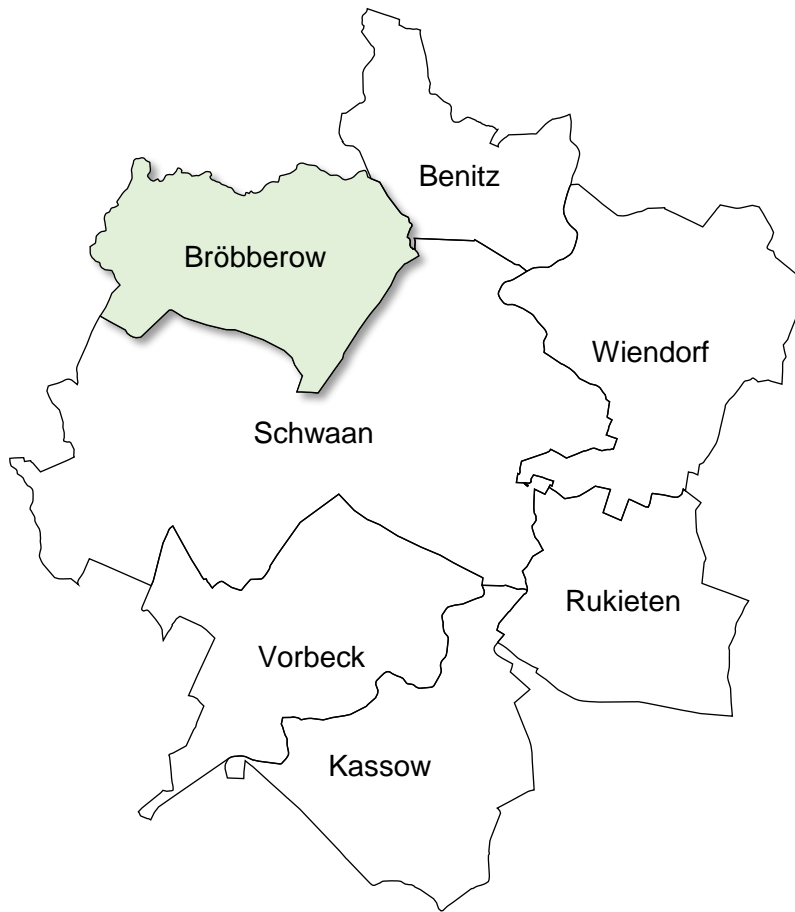 Benitz
Bröbberow
Wiendorf
Schwaan
Rukieten
Vorbeck
Kassow